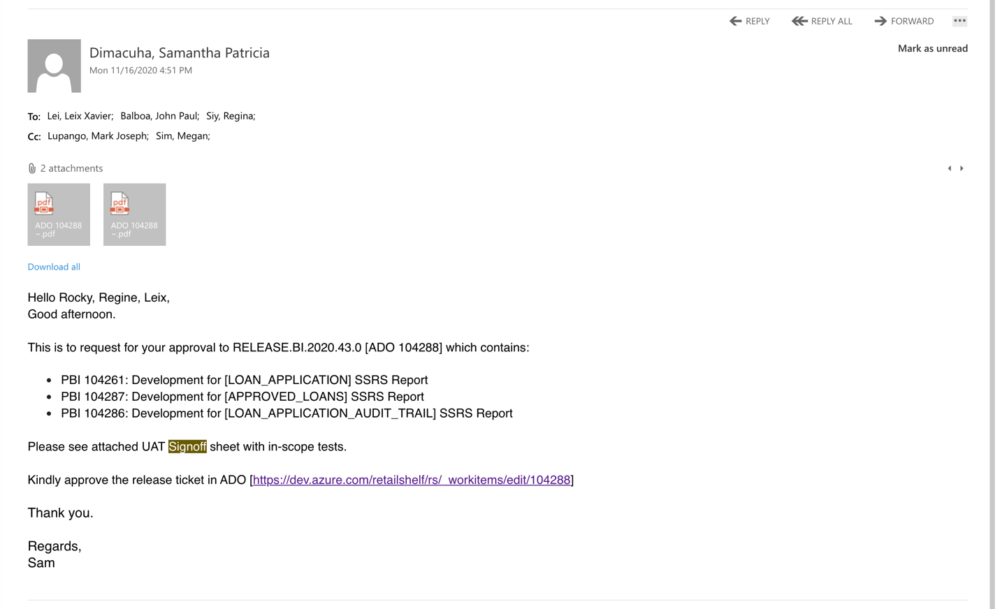 REPLY REPLY ALL FORWARD •••
Dimacuha, Samantha Patricia
Mark as unread
Mon 11/16/2020 4:51 PM
To: Lei, Leix Xavier; Balboa, John Paul; Siy, Regina;
Cc: Lupango, Mark Joseph; Sim, Megan;
2 attachments
pdf pdf
ADO 104288 ADO 104288
~.pdf ~.pdf
Download all
Hello Rocky, Regine, Leix,
Good afternoon.
This is to request for your approval to RELEASE.BI.2020.43.0 [ADO 104288] which contains:
• PBI 104261: Development for [LOAN_APPLICATION] SSRS Report
• PBI 104287: Development for [APPROVED_LOANS] SSRS Report
• PBI 104286: Development for [LOAN_APPLICATION_AUDIT_TRAIL] SSRS Report
Please see attached UAT Signoff sheet with in-scope tests.
Kindly approve the release ticket in ADO [https://dev.azure.com/retailshelf/rs/_workitems/edit/104288]
Thank you.
Regards,
Sam